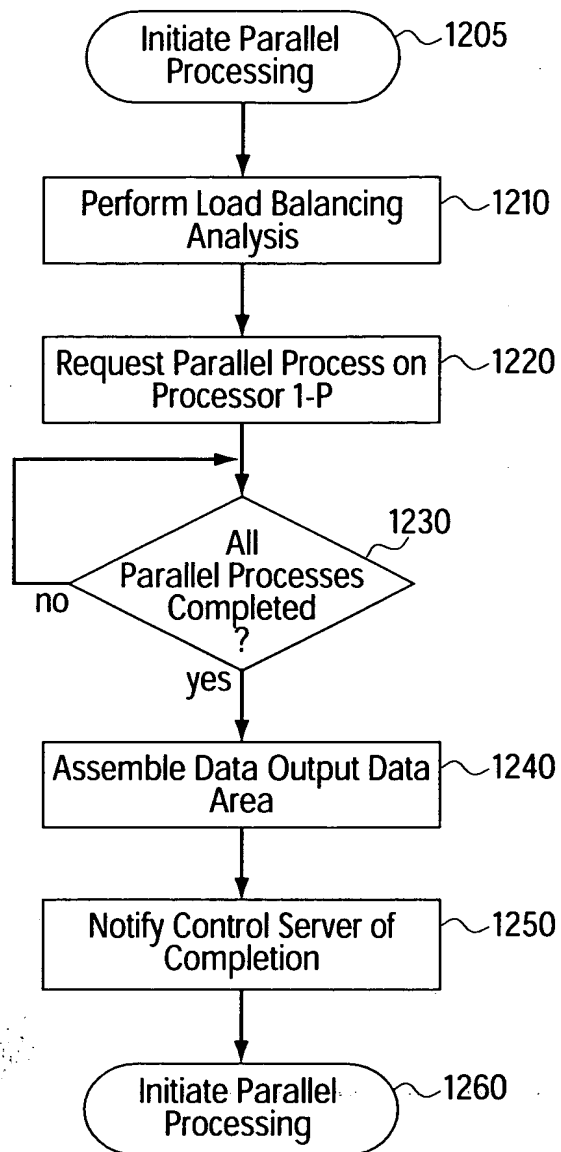 Initiate Parallel
Processing
1205
Perform Load Balancing
Analysis
1210
Request Parallel Process on
Processor 1-P
1220
All
Parallel Processes
Completed
?
1230
no
yes
Assemble Data Output Data
Area
1240
Notify Control Server of
Completion
1250
Initiate Parallel
Processing
1260